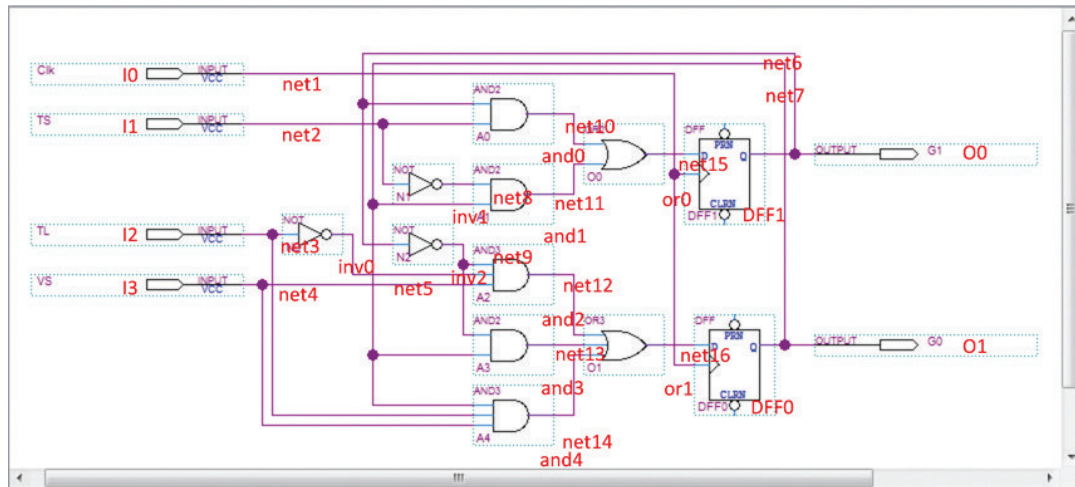 Clk I0 INPUT VCC net1
TS I1 INPUT VCC net2
TL I2 INPUT VCC net3
VS I3 INPUT VCC net4
NOT inv0 net5
NOT N1 inv1 net8
NOT N2 inv2 net9
AND2 A0 and0 net10
AND2 and1 net11
AND3 A2 and2 net12
AND2 A3 and3 net13
AND3 A4 and4 net14
O0 or0 net15
OR3 O1 or1 net16
DFF PRN D Q CLRN DFF1 DFF1
DFF PRN D Q CLRN DFF0 DFF0
net6
net7
OUTPUT G1 O0
OUTPUT G0 O1